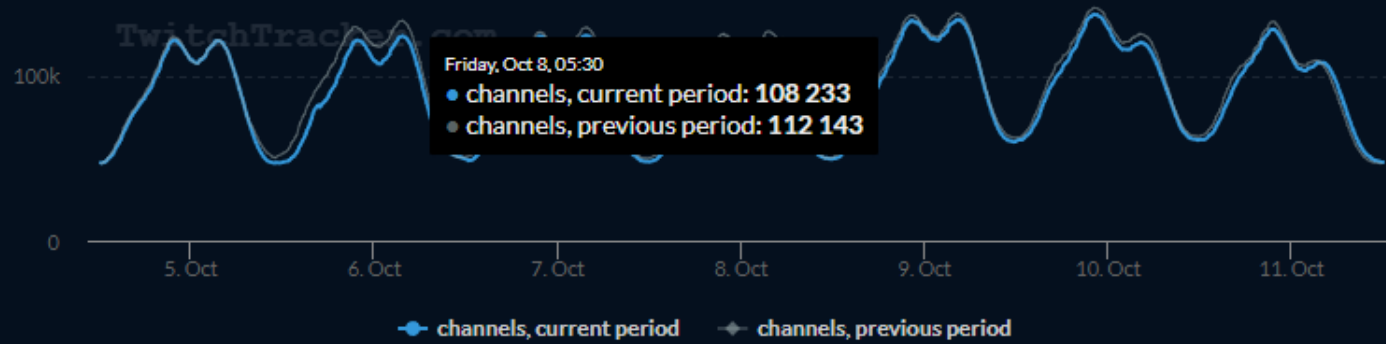 TwitchTracker.com
Friday, Oct 8, 05:30
● channels, current period: 108 233
● channels, previous period: 112 143
100k
0
5. Oct 6. Oct 7. Oct 8. Oct 9. Oct 10. Oct 11. Oct
channels, current period channels, previous period